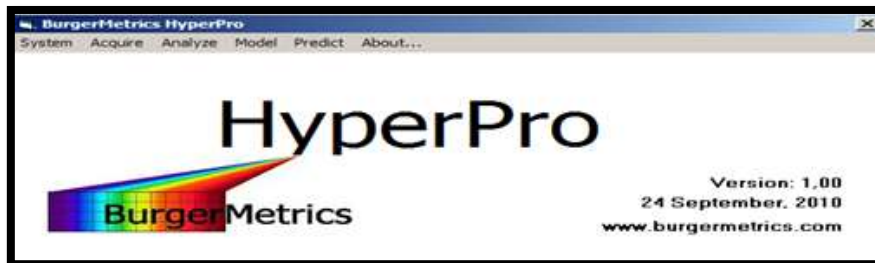 BurgerMetrics HyperPro
System Acquire Analyze Model Predict About...
HyperPro
BurgerMetrics
Version: 1,00
24 September, 2010
www.burgermetrics.com